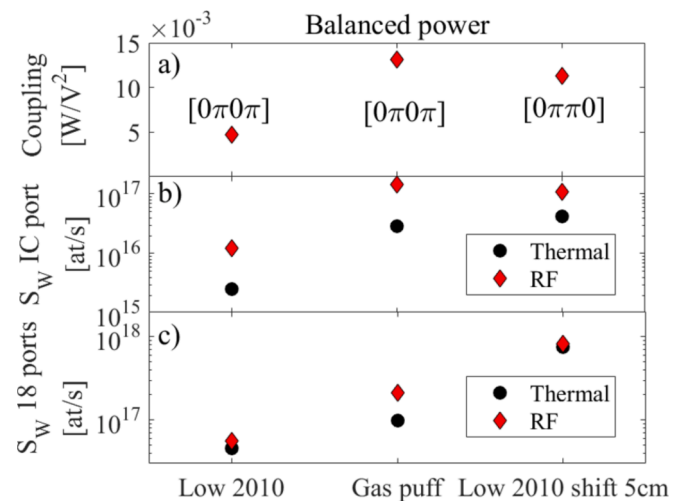 ×10⁻³
Balanced power
15
10
5
Coupling
[W/V²]
a)
[0π0π]
[0π0π]
[0ππ0]
10¹⁷
10¹⁶
10¹⁵
S_W IC port
[at/s]
b)
Thermal
RF
10¹⁸
10¹⁷
S_W 18 ports
[at/s]
c)
Thermal
RF
Low 2010
Gas puff
Low 2010 shift 5cm